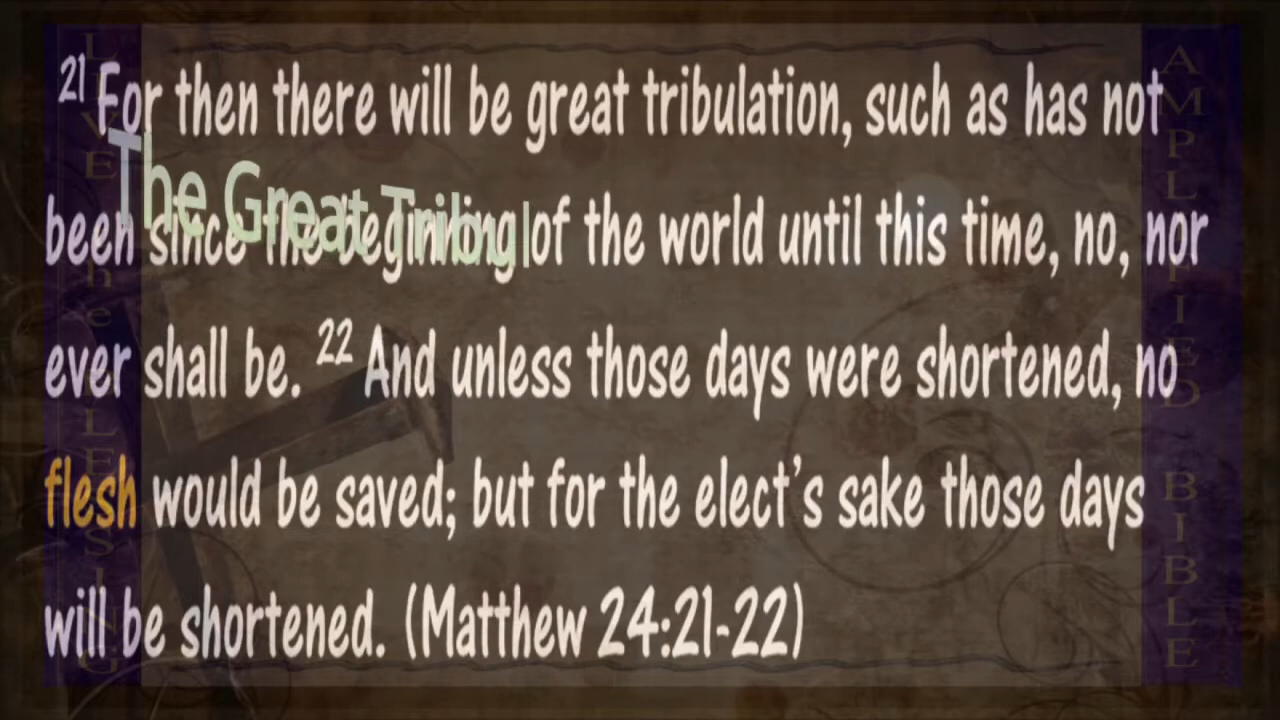 21 For then there will be great tribulation, such as has not
been since the beginning of the world until this time, no, nor
ever shall be. 22 And unless those days were shortened, no
flesh would be saved; but for the elect's sake those days
will be shortened. (Matthew 24:21-22)
The Great Tribul
AMPLIFIED BIBLE